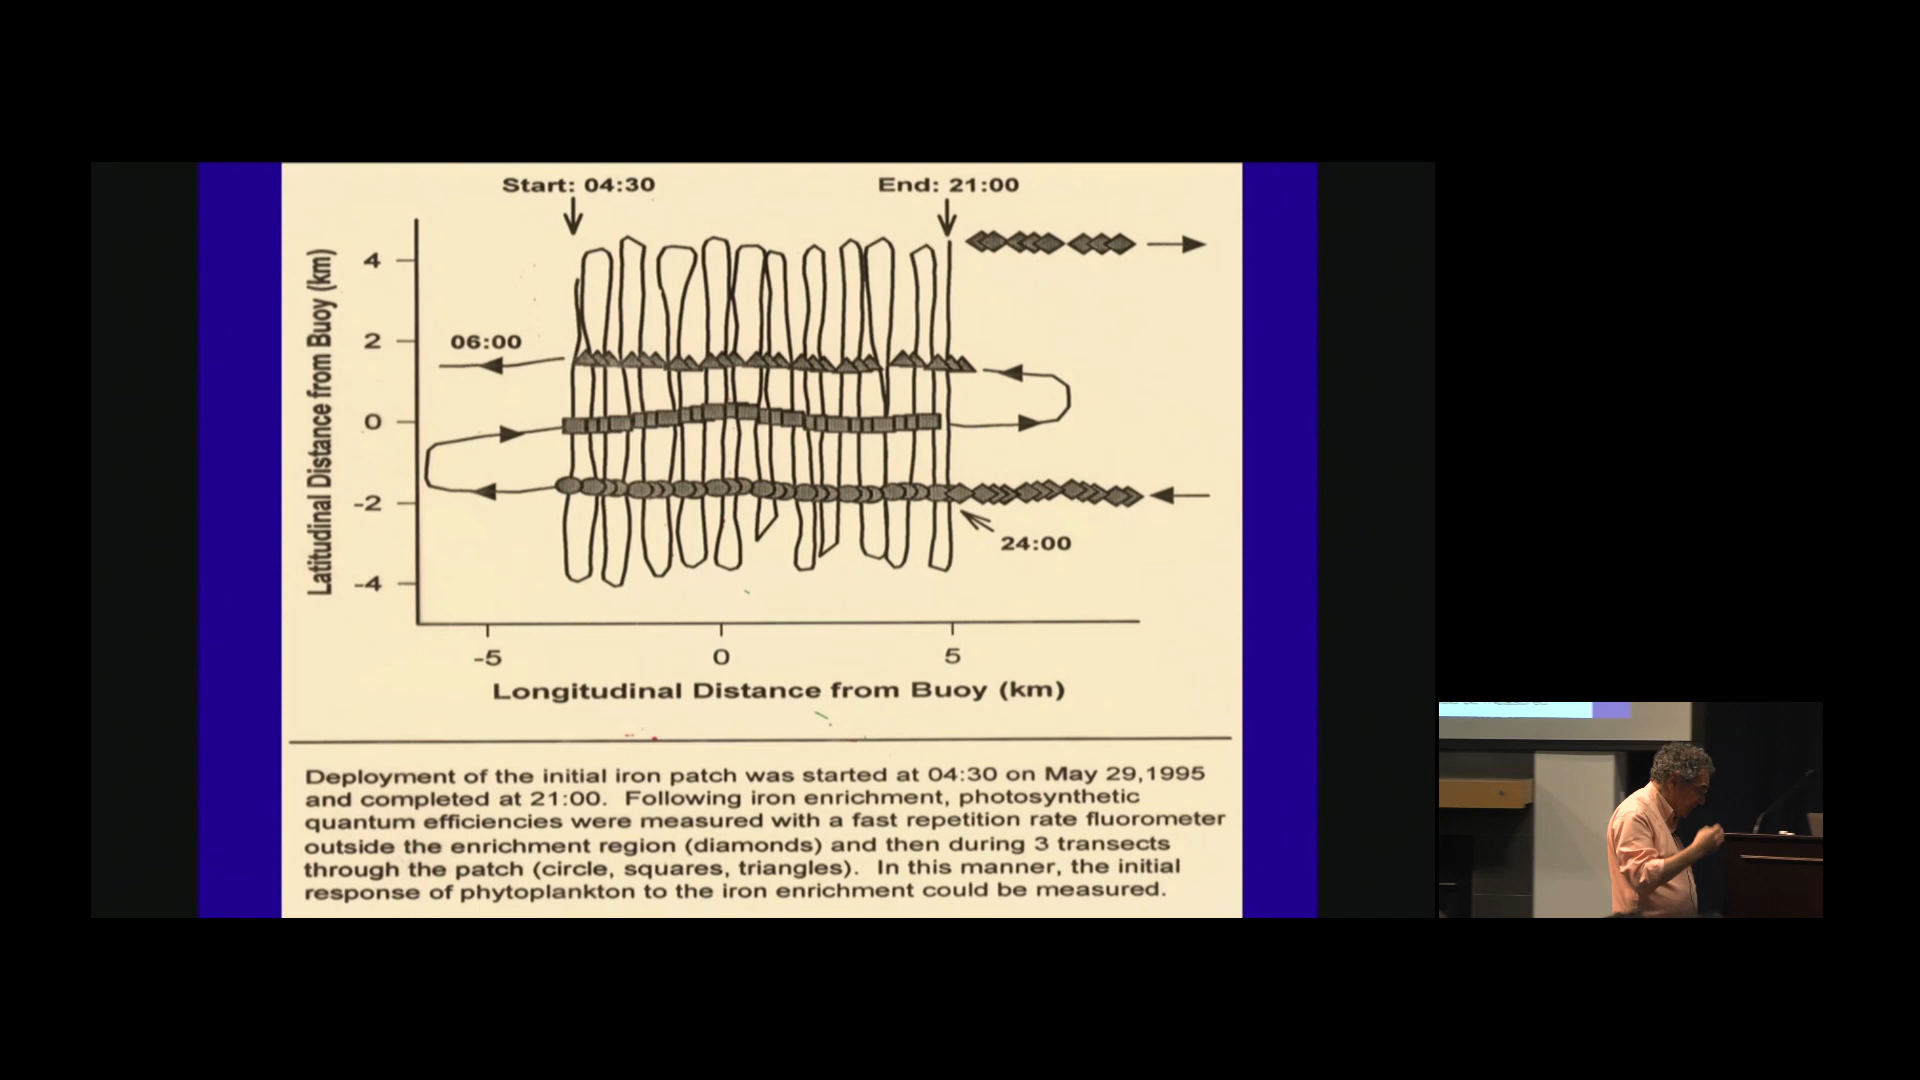 Start: 04:30
End: 21:00
Latitudinal Distance from Buoy (km)
4
2
0
-2
-4
06:00
24:00
-5
0
5
Longitudinal Distance from Buoy (km)
Deployment of the initial iron patch was started at 04:30 on May 29,1995
and completed at 21:00. Following iron enrichment, photosynthetic
quantum efficiencies were measured with a fast repetition rate fluorometer
outside the enrichment region (diamonds) and then during 3 transects
through the patch (circle, squares, triangles). In this manner, the initial
response of phytoplankton to the iron enrichment could be measured.